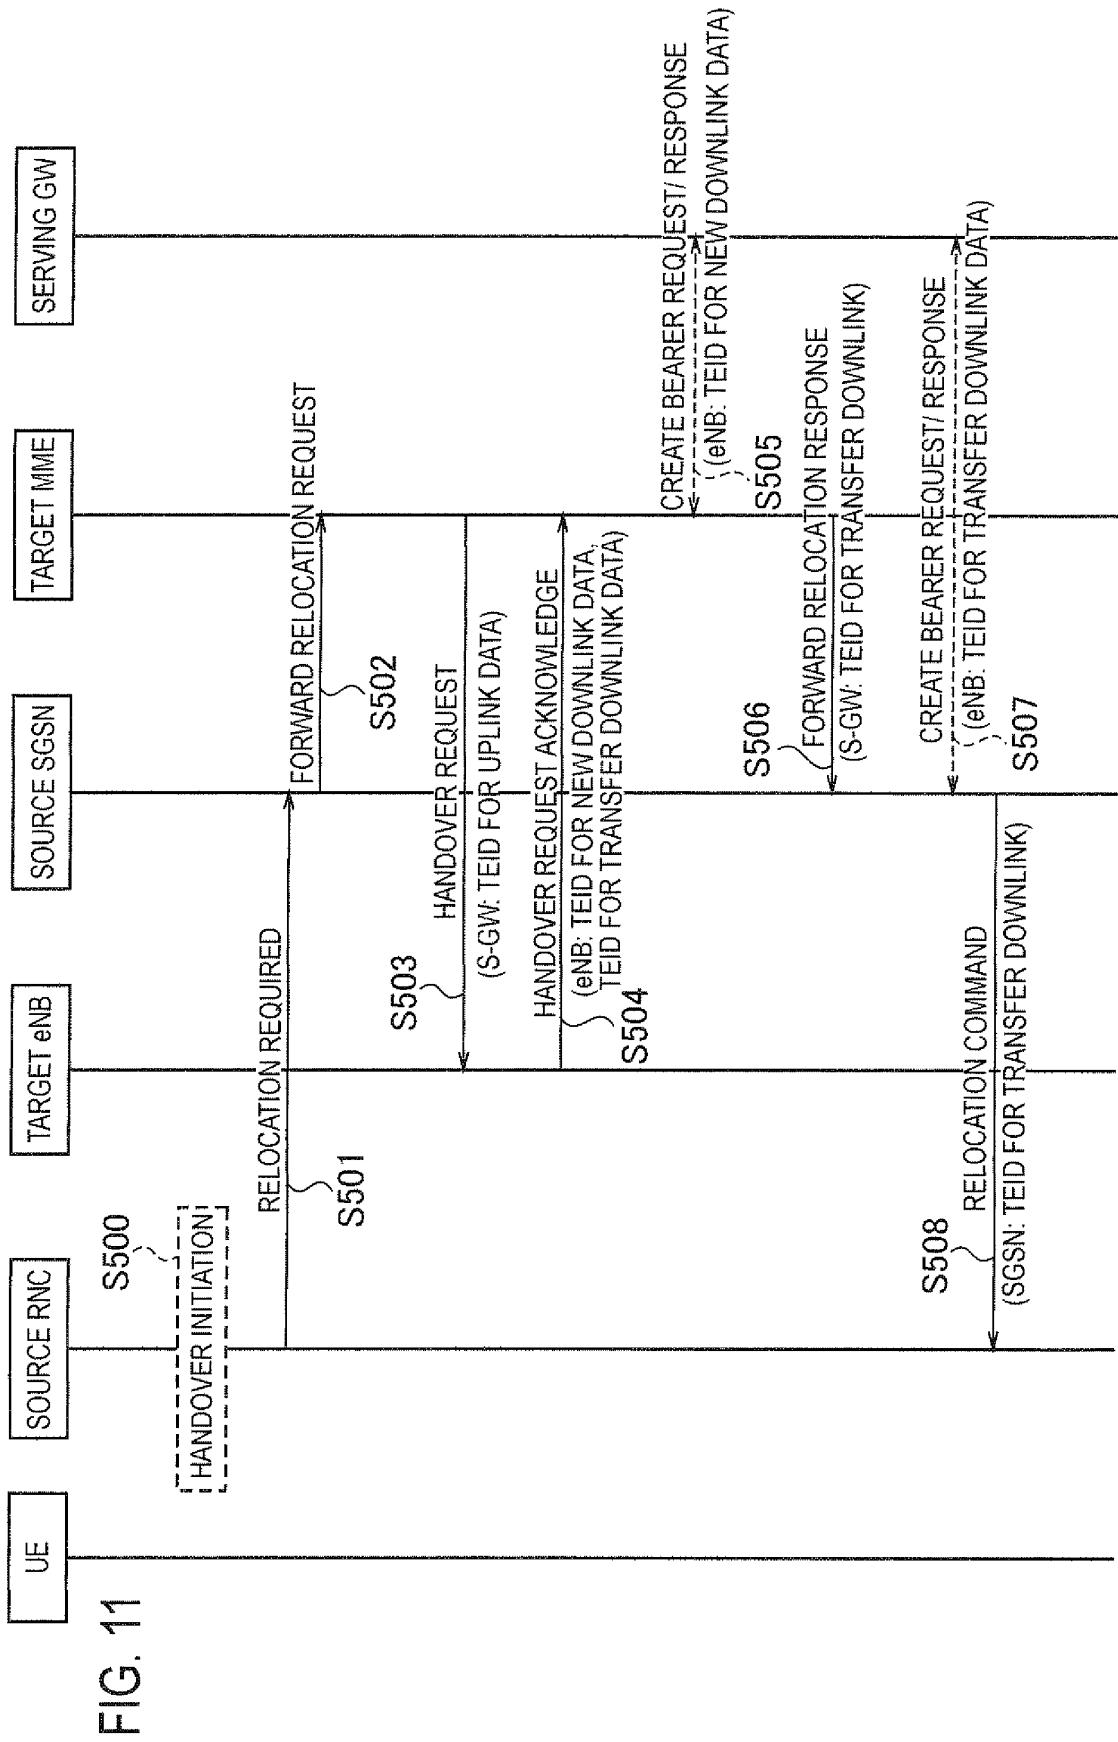 FIG. 11
UE
SOURCE RNC
TARGET eNB
SOURCE SGSN
TARGET MME
SERVING GW
S500
HANDOVER INITIATION
RELOCATION REQUIRED
S501
FORWARD RELOCATION REQUEST
S502
HANDOVER REQUEST
(S-GW: TEID FOR UPLINK DATA)
S503
HANDOVER REQUEST ACKNOWLEDGE
(eNB: TEID FOR NEW DOWNLINK DATA,
TEID FOR TRANSFER DOWNLINK DATA)
S504
CREATE BEARER REQUEST/ RESPONSE
(eNB: TEID FOR NEW DOWNLINK DATA)
S505
FORWARD RELOCATION RESPONSE
(S-GW: TEID FOR TRANSFER DOWNLINK)
S506
CREATE BEARER REQUEST/ RESPONSE
(eNB: TEID FOR TRANSFER DOWNLINK DATA)
S507
RELOCATION COMMAND
(SGSN: TEID FOR TRANSFER DOWNLINK)
S508